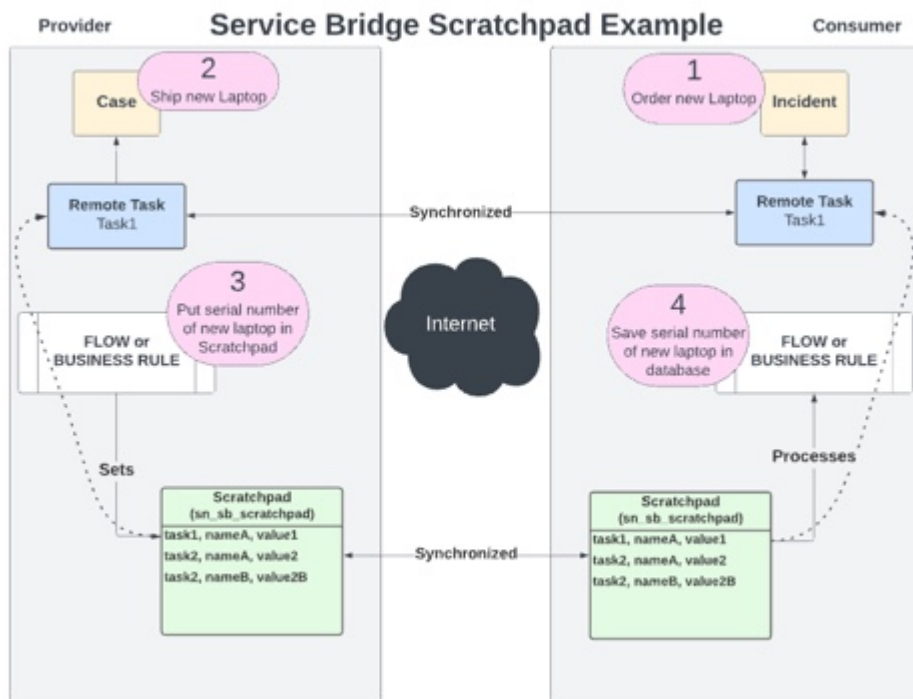 Service Bridge Scratchpad Example
Provider
Consumer
2
Ship new Laptop
Case
1
Order new Laptop
Incident
Remote Task
Task1
Synchronized
Remote Task
Task1
3
Put serial number
of new laptop in
Scratchpad
FLOW or
BUSINESS RULE
Internet
4
Save serial number
of new laptop in
database
FLOW or
BUSINESS RULE
Sets
Processes
Scratchpad
(sn_sb_scratchpad)
task1, nameA, value1
task2, nameA, value2
task2, nameB, value2B
Synchronized
Scratchpad
(sn_sb_scratchpad)
task1, nameA, value1
task2, nameA, value2
task2, nameB, value2B